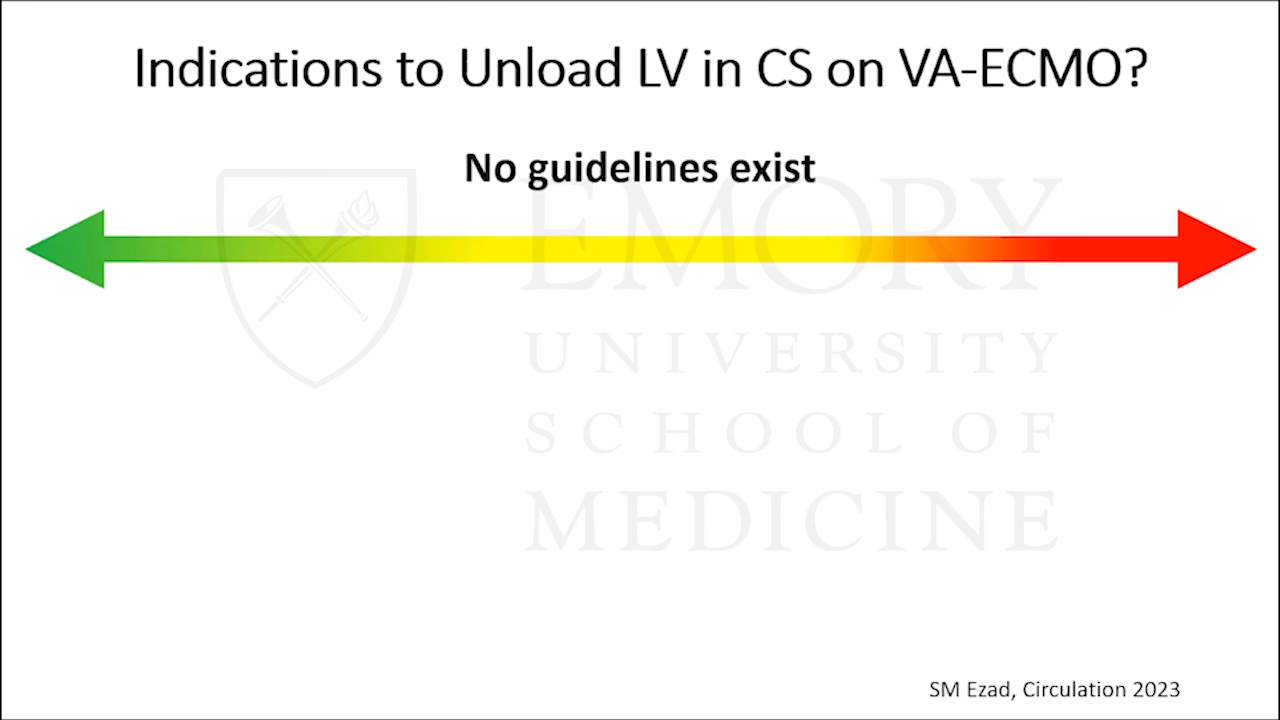 Indications to Unload LV in CS on VA-ECMO?
No guidelines exist
EMORY
UNIVERSITY
SCHOOL OF
MEDICINE
SM Ezad, Circulation 2023